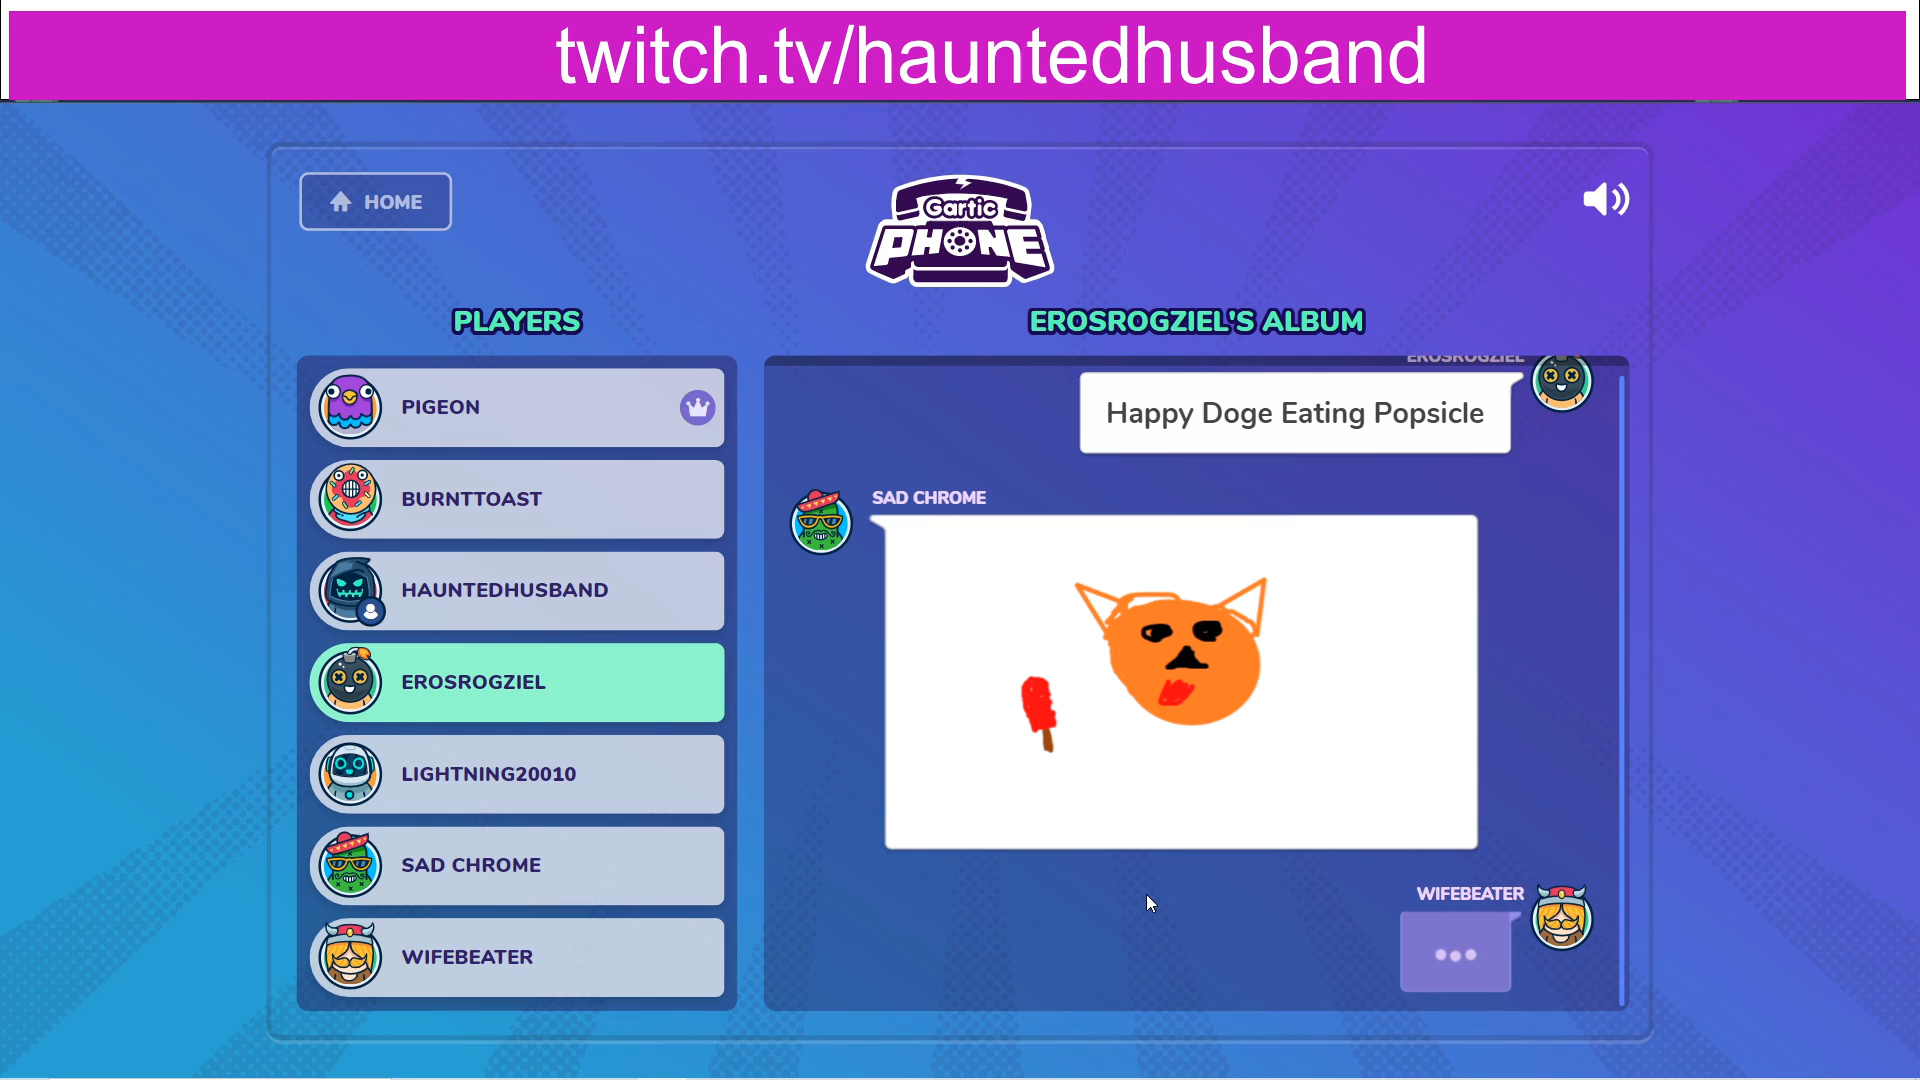 twitch.tv/hauntedhusband
HOME
Gartic
PHONE
PLAYERS
PIGEON
BURNTTOAST
HAUNTEDHUSBAND
EROSROGZIEL
LIGHTNING20010
SAD CHROME
WIFEBEATER
EROSROGZIEL'S ALBUM
EROSROGZIEL
Happy Doge Eating Popsicle
SAD CHROME
WIFEBEATER